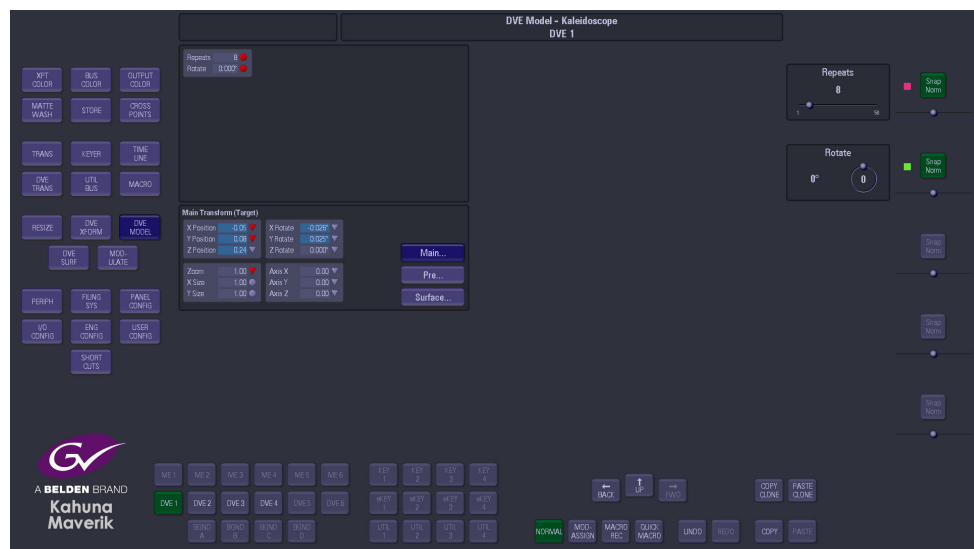 DVE Model - Kaleidoscope
DVE 1
Repeats 8
Rotate 0.000°
XPT COLOR
BUS COLOR
OUTPUT COLOR
MATTE WASH
STORE
CROSS POINTS
TRANS
KEYER
TIME LINE
DVE TRANS
UTIL BUS
MACRO
RESIZE
DVE XFORM
DVE MODEL
DVE SURF
MOD- ULATE
PERIPH
FILING SYS
PANEL CONFIG
I/O CONFIG
ENG CONFIG
USER CONFIG
SHORT CUTS
Main Transform (Target)
X Position -0.05 X Rotate -0.026°
Y Position 0.08 Y Rotate 0.025°
Z Position 0.24 Z Rotate 0.000°
Zoom 1.00 Axis X 0.00
X Size 1.00 Axis Y 0.00
Y Size 1.00 Axis Z 0.00
Main...
Pre...
Surface...
Repeats
8
1 50
Snap Norm
Rotate
0° 0
Snap Norm
Snap Norm
Snap Norm
Snap Norm
GV
A BELDEN BRAND
Kahuna
Maverik
ME 1 ME 2 ME 3 ME 4 ME 5 ME 6
KEY 1 KEY 2 KEY 3 KEY 4
DVE 1 DVE 2 DVE 3 DVE 4 DVE 5 DVE 6
eKEY 1 eKEY 2 eKEY 3 eKEY 4
BGND A BGND B BGND C BGND D
UTIL 1 UTIL 2 UTIL 3 UTIL 4
BACK UP FWD
COPY CLONE PASTE CLONE
NORMAL MOD- ASSIGN MACRO REC QUICK MACRO UNDO REDO COPY PASTE